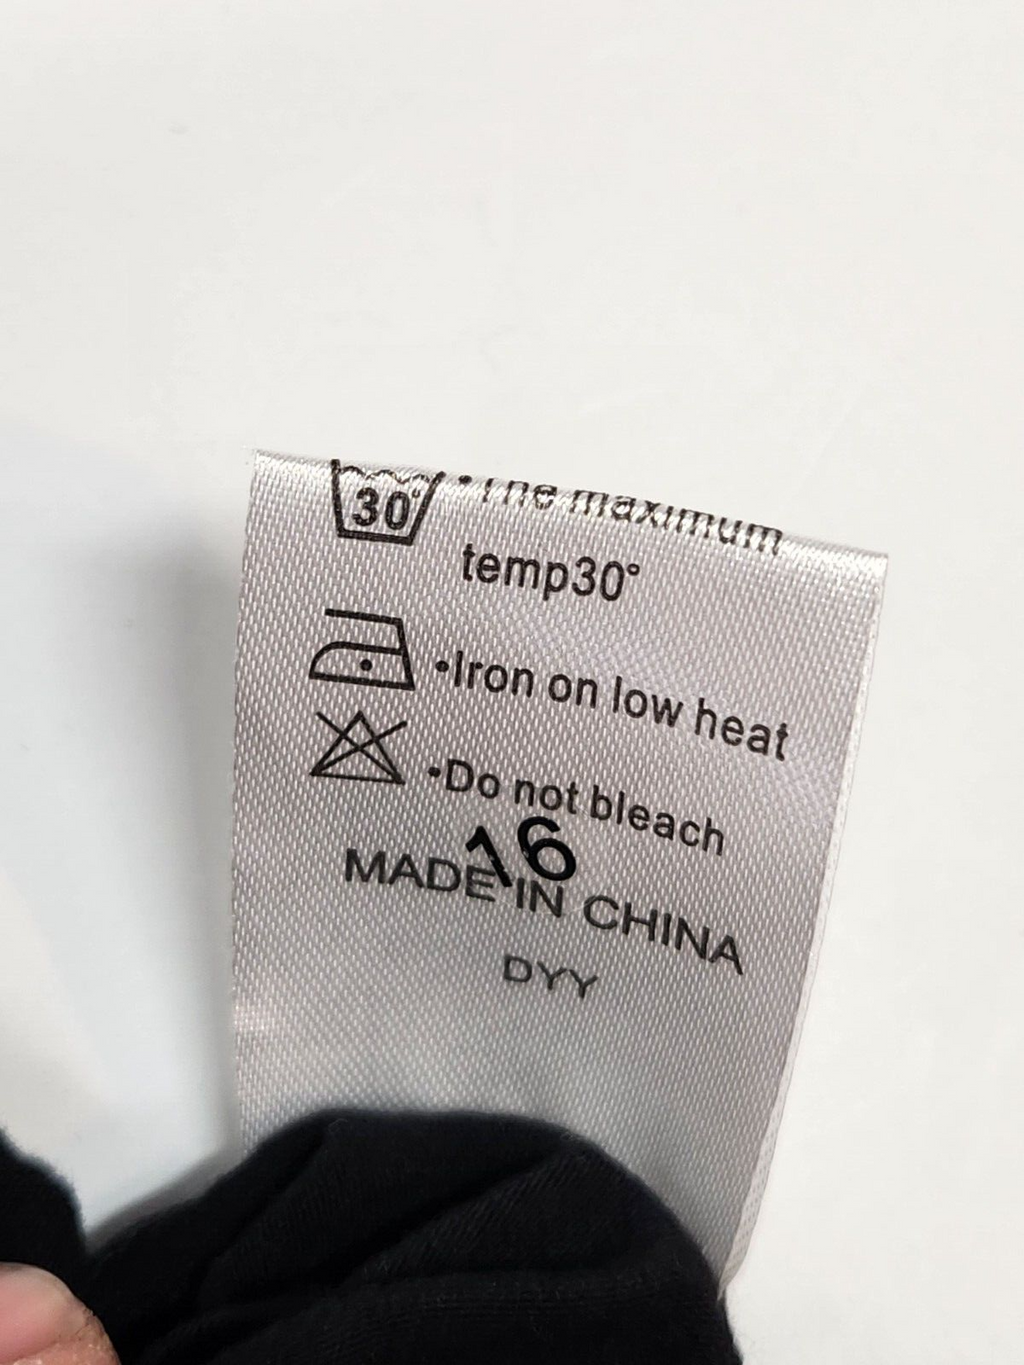 30°
•The maximum
temp30°
•Iron on low heat
•Do not bleach
16
MADE IN CHINA
DYY